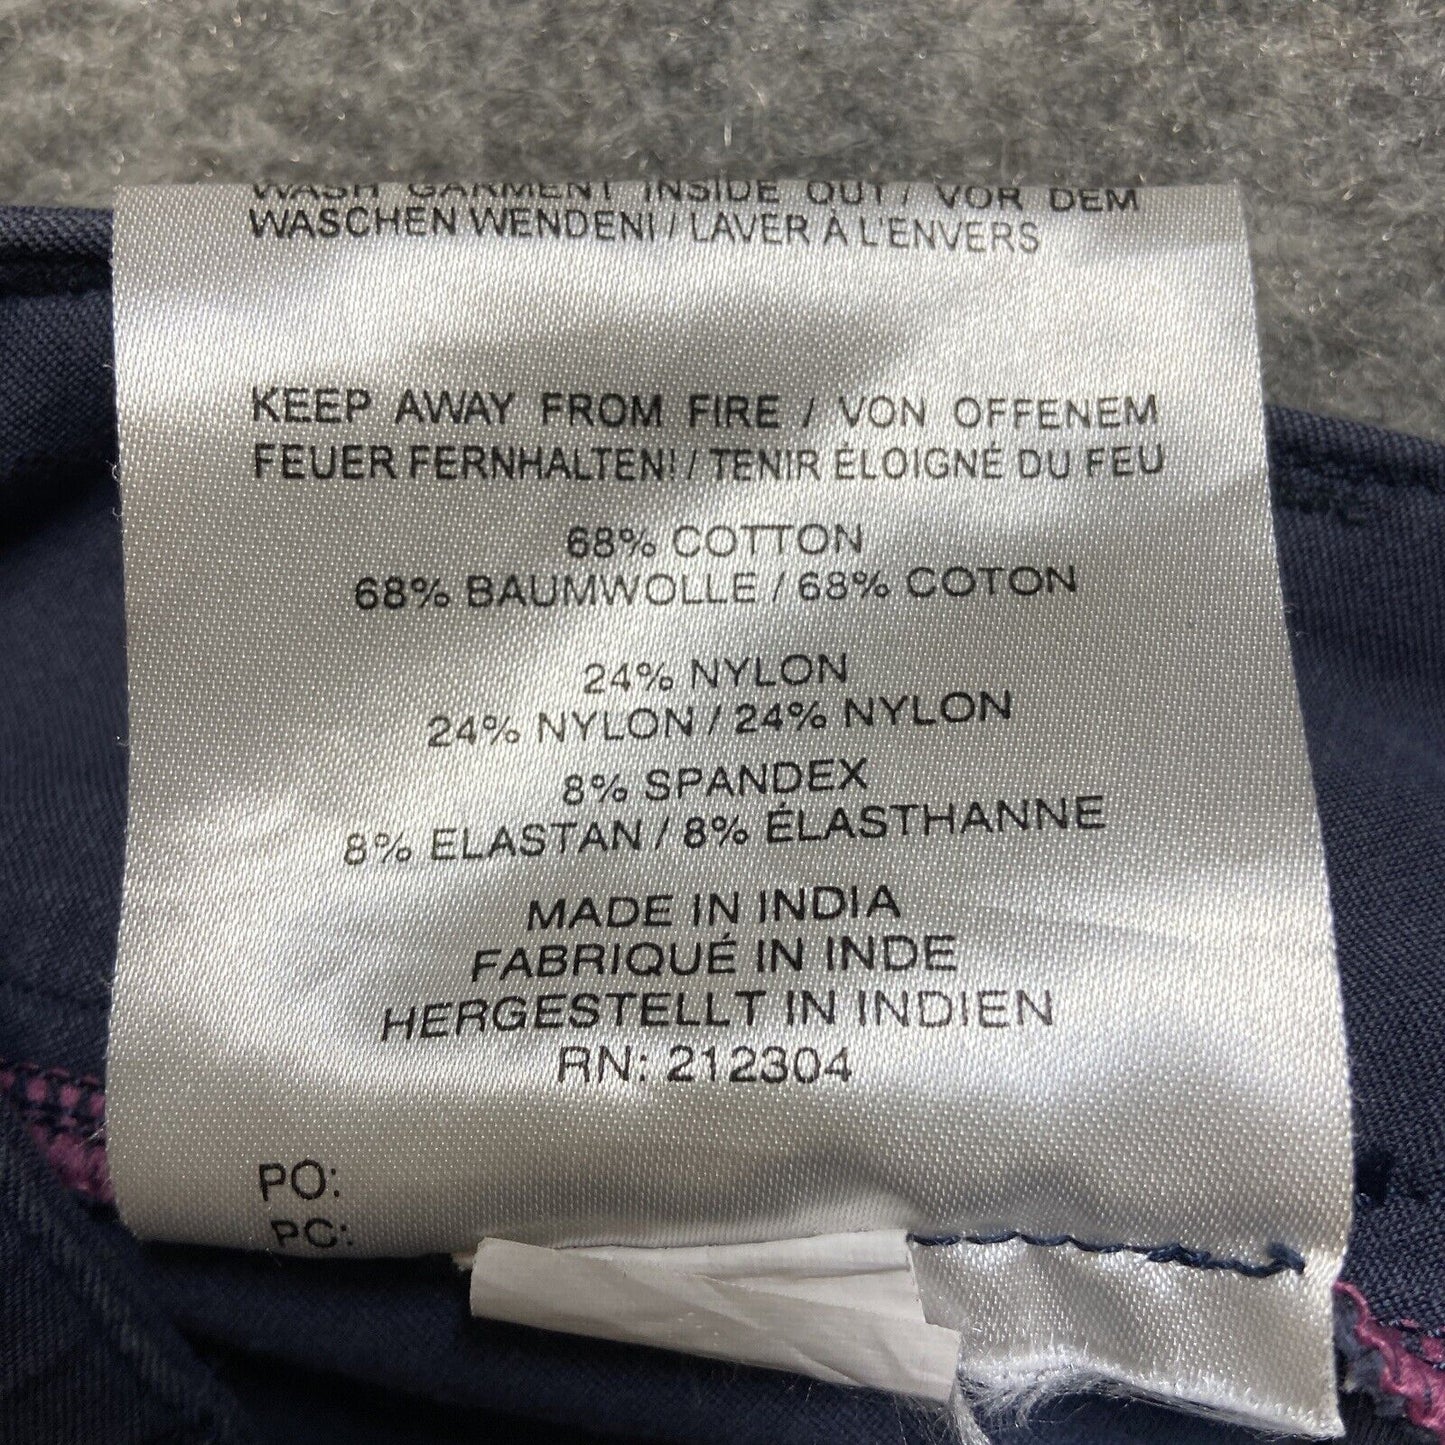 WASH GARMENT INSIDE OUT / VOR DEM
WASCHEN WENDEN! / LAVER À L'ENVERS
KEEP AWAY FROM FIRE / VON OFFENEM
FEUER FERNHALTEN! / TENIR ÉLOIGNÉ DU FEU
68% COTTON
68% BAUMWOLLE / 68% COTON
24% NYLON
24% NYLON / 24% NYLON
8% SPANDEX
8% ELASTAN / 8% ÉLASTHANNE
MADE IN INDIA
FABRIQUÉ IN INDE
HERGESTELLT IN INDIEN
RN: 212304
PO:
PC: